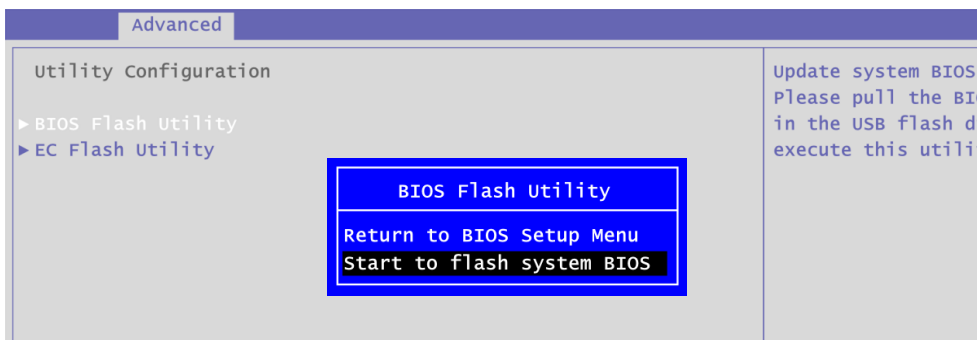 Advanced
Utility Configuration
▶ BIOS Flash Utility
▶ EC Flash Utility
Update system BIOS
Please pull the
in the USB flash
execute this
BIOS Flash Utility
Return to BIOS Setup Menu
Start to flash system BIOS